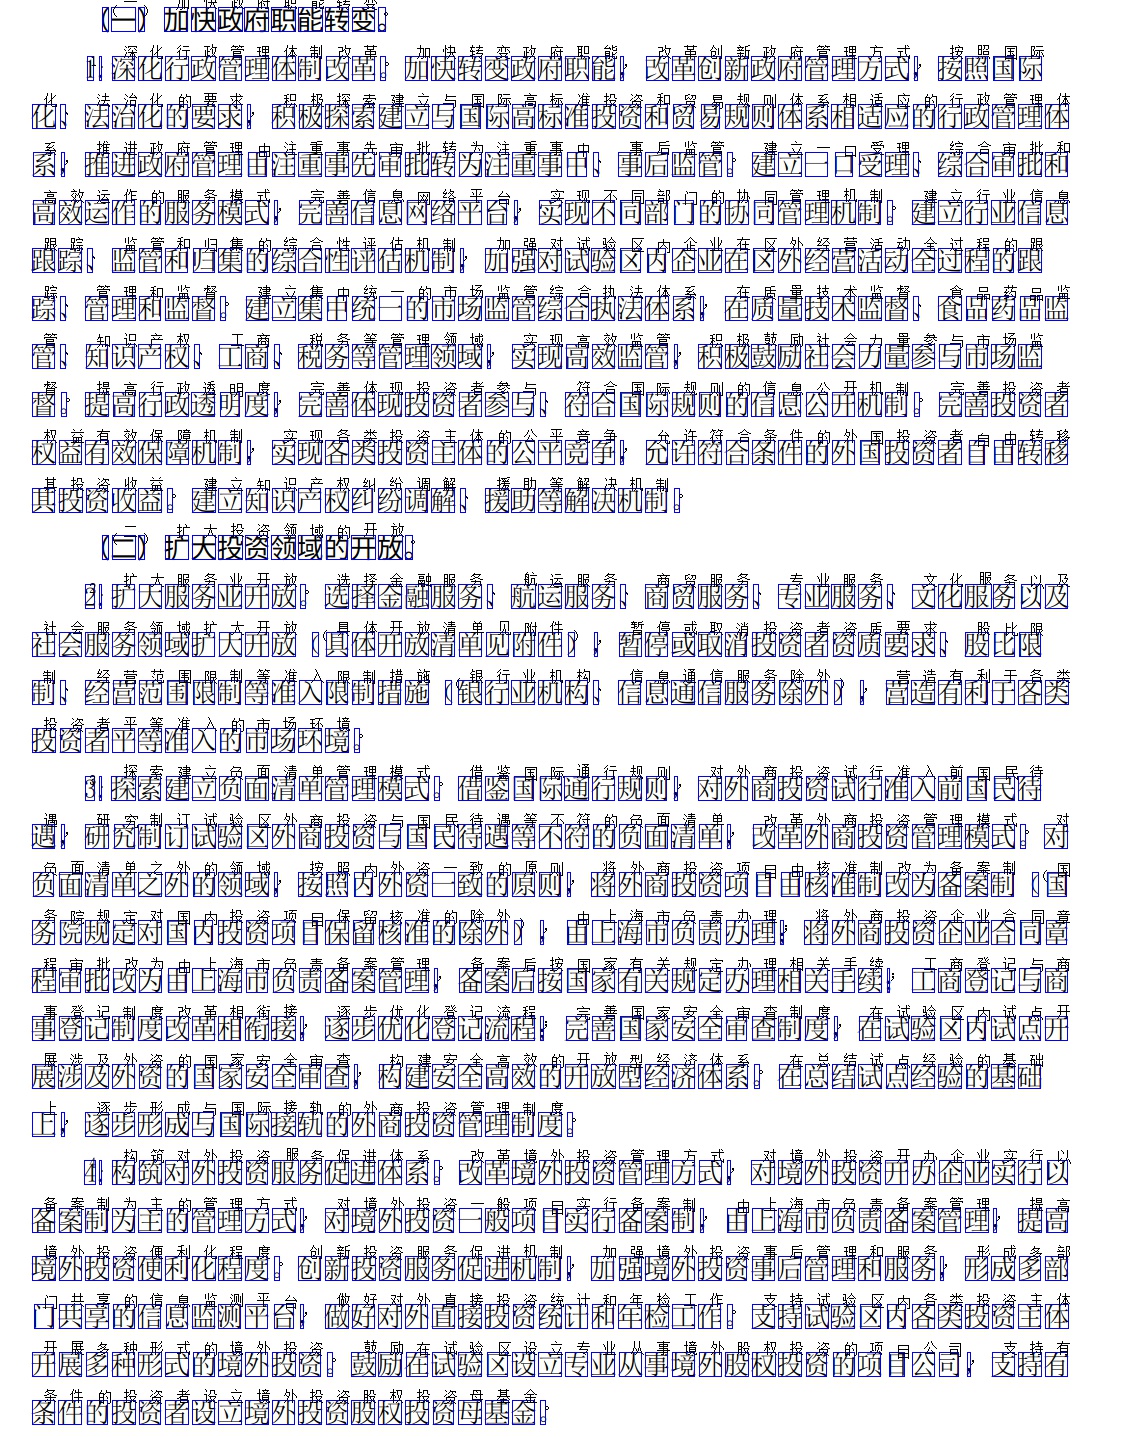 （一）加快政府职能转变。
1. 深化行政管理体制改革。加快转变政府职能，改革创新政府管理方式，按照国际
化、法治化的要求，积极探索建立与国际高标准投资和贸易规则体系相适应的行政管理体
系，推进政府管理由注重事先审批转为注重事中、事后监管。建立一口受理、综合审批和
高效运作的服务模式，完善信息网络平台，实现不同部门的协同管理机制。建立行业信息
跟踪、监管和归集的综合性评估机制，加强对试验区内企业在区外经营活动全过程的跟
踪、管理和监督。建立集中统一的市场监管综合执法体系，在质量技术监督、食品药品监
管、知识产权、工商、税务等管理领域，实现高效监管，积极鼓励社会力量参与市场监
督。提高行政透明度，完善体现投资者参与、符合国际规则的信息公开机制。完善投资者
权益有效保障机制，实现各类投资主体的公平竞争，允许符合条件的外国投资者自由转移
其投资收益。建立知识产权纠纷调解、援助等解决机制。
（二）扩大投资领域的开放。
2. 扩大服务业开放。选择金融服务、航运服务、商贸服务、专业服务、文化服务以及
社会服务领域扩大开放（具体开放清单见附件），暂停或取消投资者资质要求、股比限
制、经营范围限制等准入限制措施（银行业机构、信息通信服务除外），营造有利于各类
投资者平等准入的市场环境。
3. 探索建立负面清单管理模式。借鉴国际通行规则，对外商投资试行准入前国民待
遇，研究制订试验区外商投资与国民待遇等不符的负面清单，改革外商投资管理模式。对
负面清单之外的领域，按照内外资一致的原则，将外商投资项目由核准制改为备案制（国
务院规定对国内投资项目保留核准的除外），由上海市负责办理；将外商投资企业合同章
程审批改为由上海市负责备案管理，备案后按国家有关规定办理相关手续；工商登记与商
事登记制度改革相衔接，逐步优化登记流程；完善国家安全审查制度，在试验区内试点开
展涉及外资的国家安全审查，构建安全高效的开放型经济体系。在总结试点经验的基础
上，逐步形成与国际接轨的外商投资管理制度。
4. 构筑对外投资服务促进体系。改革境外投资管理方式，对境外投资开办企业实行以
备案制为主的管理方式，对境外投资一般项目实行备案制，由上海市负责备案管理，提高
境外投资便利化程度。创新投资服务促进机制，加强境外投资事后管理和服务，形成多部
门共享的信息监测平台，做好对外直接投资统计和年检工作。支持试验区内各类投资主体
开展多种形式的境外投资。鼓励在试验区设立专业从事境外股权投资的项目公司，支持有
条件的投资者设立境外投资股权投资母基金。